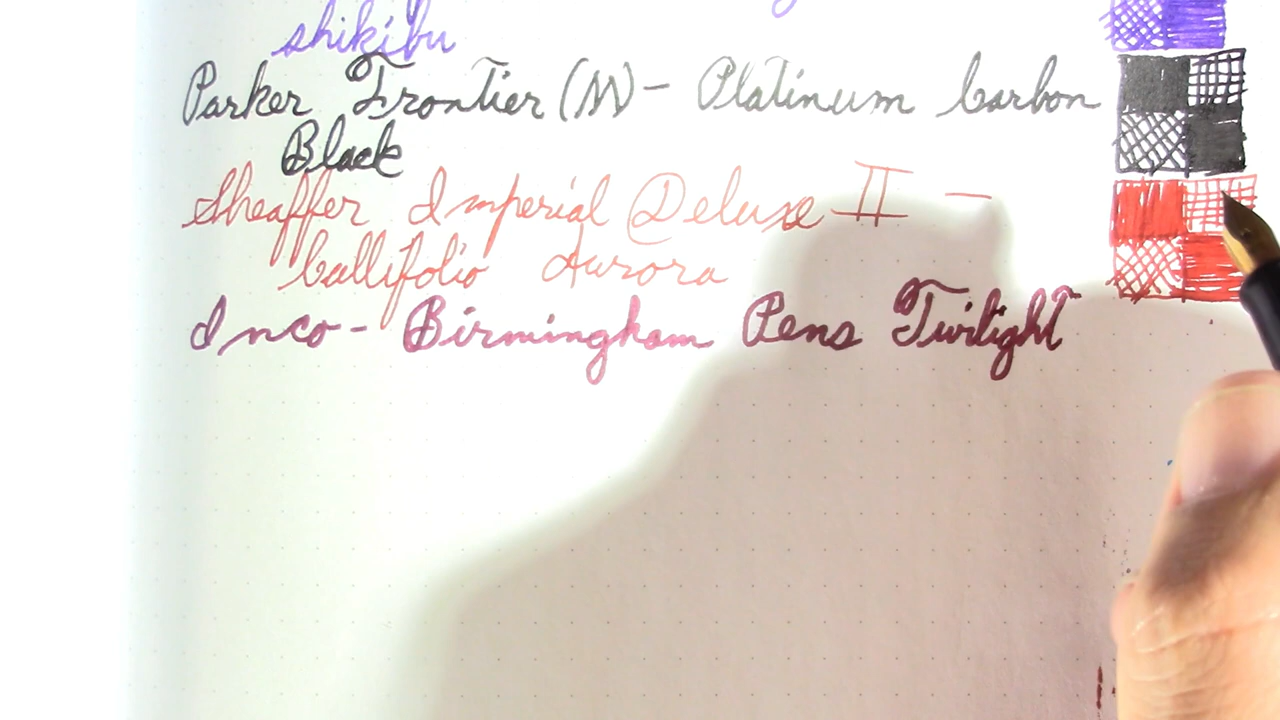 shikibu
Parker Frontier (M) - Platinum Carbon
Black
Sheaffer Imperial Deluxe II -
Callifolio Aurora
Inco - Birmingham Pens Twilight